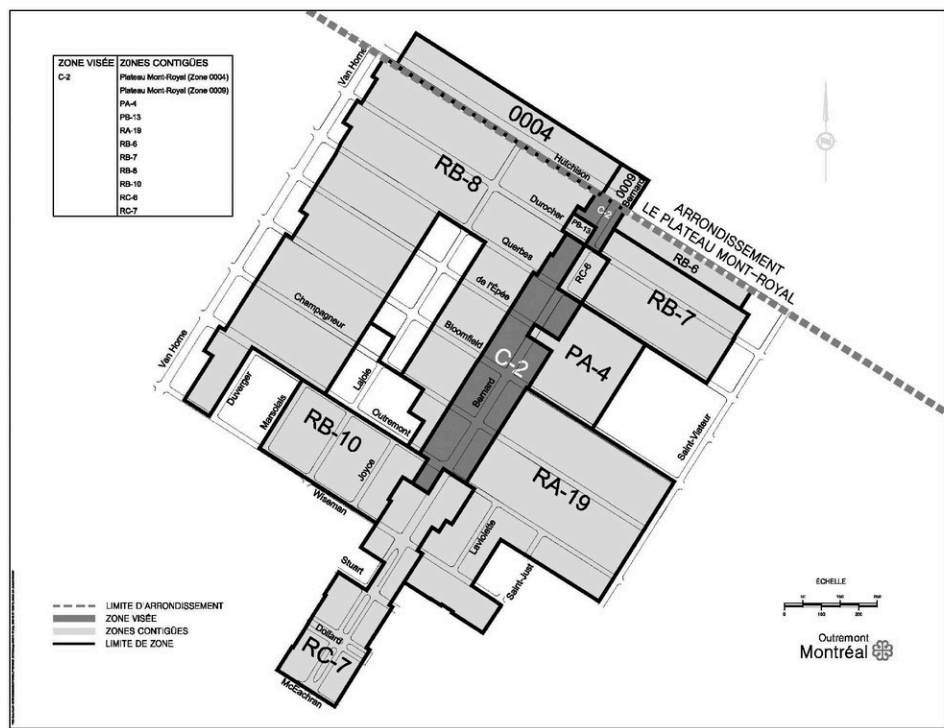 ZONE VISÉE ZONES CONTIGÜES
C-2 Plateau Mont-Royal (Zone 0004)
Plateau Mont-Royal (Zone 0009)
PA-4
PB-13
RA-19
RB-6
RB-7
RB-8
RB-10
RC-6
RC-7
Van Horne
0004
Hutchison
0009
Bernard
RB-8
Durocher
C-2
PB-13
ARRONDISSEMENT
LE PLATEAU MONT-ROYAL
Querbes
RC-6
RB-6
RB-7
de l'Épée
Champagneur
Bloomfield
C-2
PA-4
Van Horne
Lajoie
Bernard
Duverger
Marsolais
Outremont
Saint-Viateur
RB-10
Joyce
RA-19
Wiseman
Laviolette
Stuart
Saint-Just
Dollard
RC-7
McEachran
LIMITE D'ARRONDISSEMENT
ZONE VISÉE
ZONES CONTIGÜES
LIMITE DE ZONE
ÉCHELLE
Outremont
Montréal